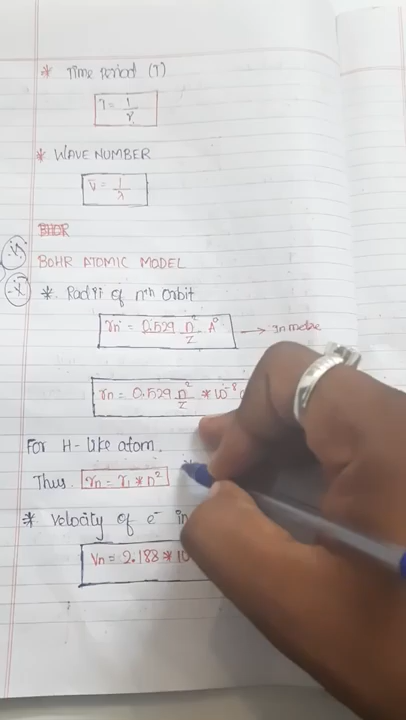 * Time period (T)
T = 1/ν
* WAVE NUMBER
ν̄ = 1/λ
BOHR ATOMIC MODEL
* Radii of nth orbit
rn = 0.529 n²/Z A° → In
rn = 0.529 n²/Z * 10⁻⁸
For H-like atom.
Thus. rn = r₁ * n²
* Velocity of e⁻ in
Vn = 2.188 * 10